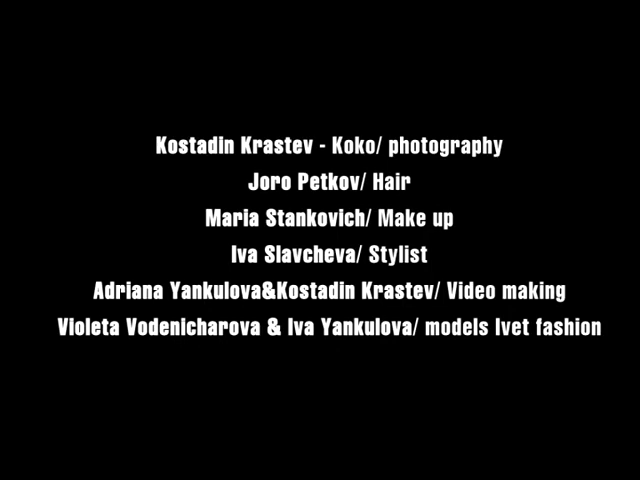 Kostadin Krastev - Koko/ photography
Joro Petkov/ Hair
Maria Stankovich/ Make up
Iva Slavcheva/ Stylist
Adriana Yankulova&Kostadin Krastev/ Video making
Violeta Vodenicharova & Iva Yankulova/ models Ivet fashion